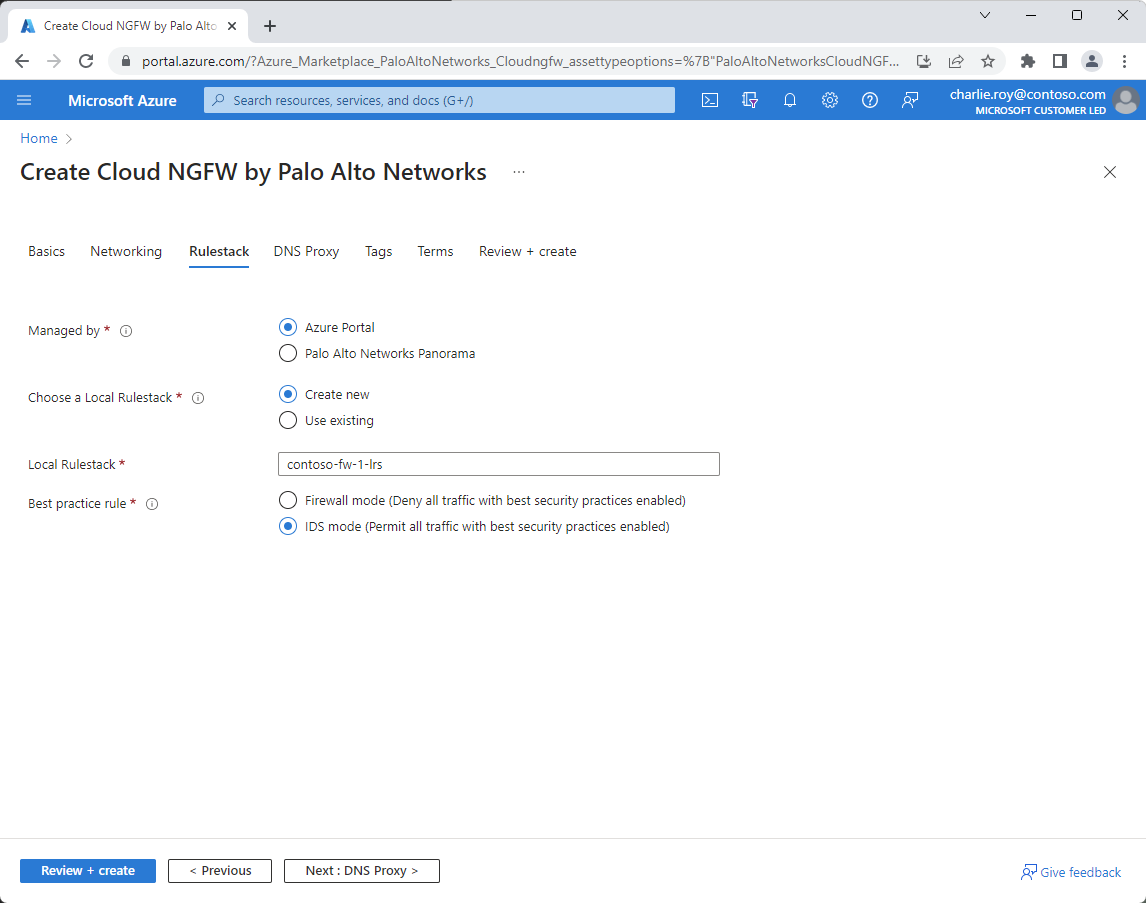 Create Cloud NGFW by Palo Alto
portal.azure.com/?Azure_Marketplace_PaloAltoNetworks_Cloudngfw_assettypeoptions=%7B"PaloAltoNetworksCloudNGF...
Microsoft Azure
Search resources, services, and docs (G+/)
charlie.roy@contoso.com
MICROSOFT CUSTOMER LED
Home >
Create Cloud NGFW by Palo Alto Networks ...
Basics Networking Rulestack DNS Proxy Tags Terms Review + create
Managed by *
Azure Portal
Palo Alto Networks Panorama
Choose a Local Rulestack *
Create new
Use existing
Local Rulestack *
contoso-fw-1-lrs
Best practice rule *
Firewall mode (Deny all traffic with best security practices enabled)
IDS mode (Permit all traffic with best security practices enabled)
Review + create
< Previous
Next : DNS Proxy >
Give feedback